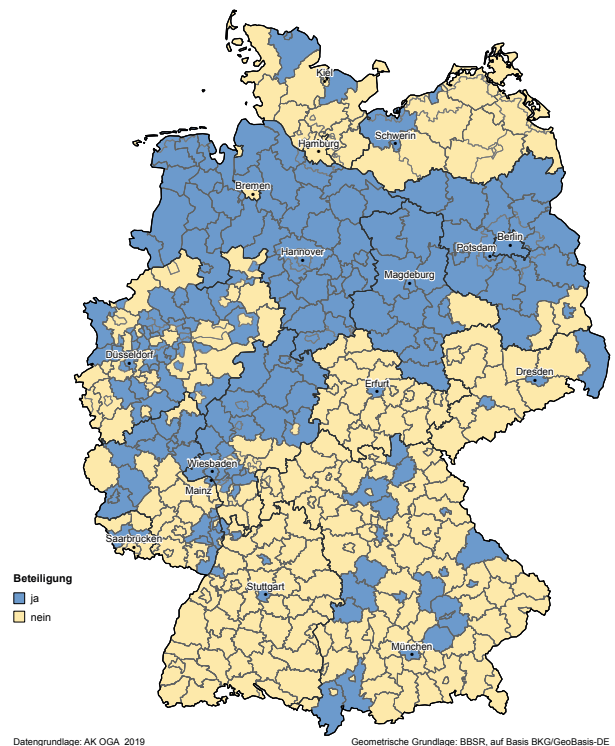 Kiel
Schwerin
Hamburg
Bremen
Berlin
Potsdam
Hannover
Magdeburg
Düsseldorf
Dresden
Erfurt
Wiesbaden
Mainz
Saarbrücken
Stuttgart
München
Beteiligung
ja
nein
Datengrundlage: AK OGA 2019
Geometrische Grundlage: BBSR, auf Basis BKG/GeoBasis-DE